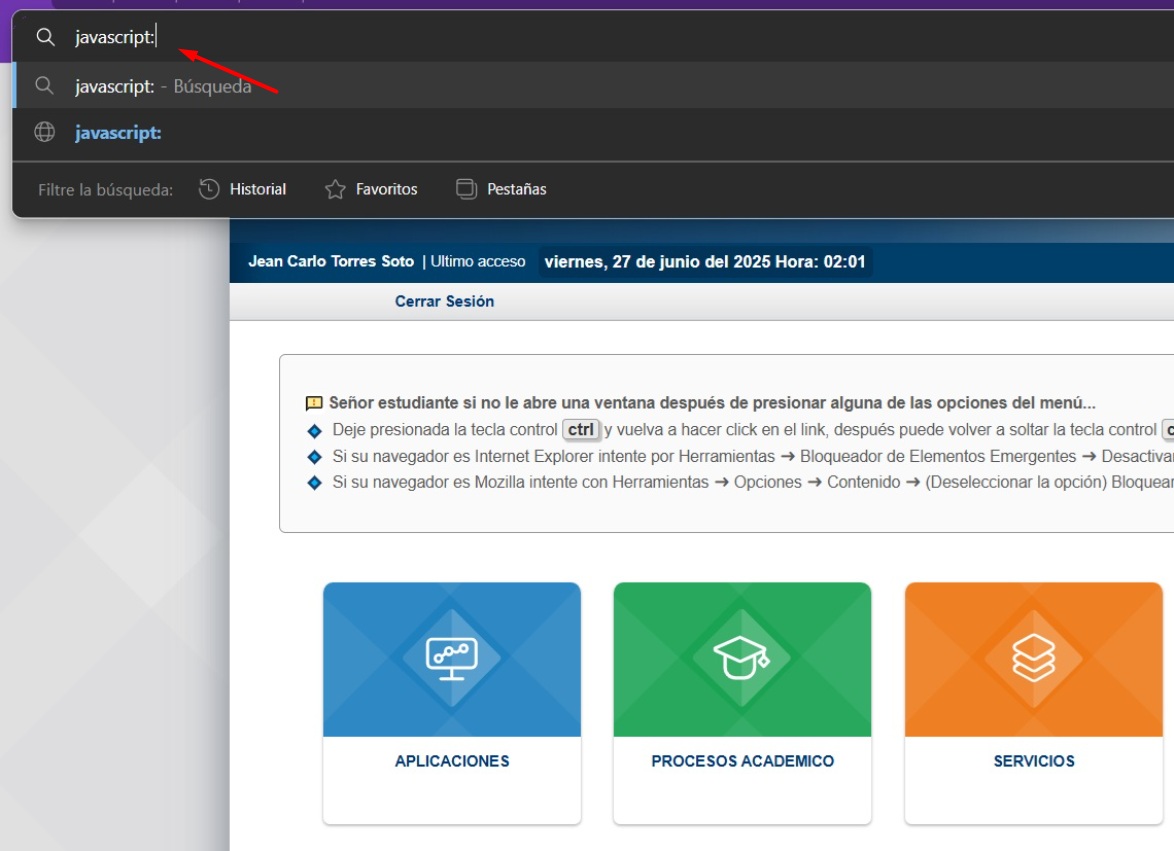 javascript:
javascript: - Búsqueda
javascript:
Filtre la búsqueda: Historial Favoritos Pestañas
Jean Carlo Torres Soto | Ultimo acceso viernes, 27 de junio del 2025 Hora: 02:01
Cerrar Sesión
Señor estudiante si no le abre una ventana después de presionar alguna de las opciones del menú...
Deje presionada la tecla control ctrl y vuelva a hacer click en el link, después puede volver a soltar la tecla control
Si su navegador es Internet Explorer intente por Herramientas → Bloqueador de Elementos Emergentes → Desactivar
Si su navegador es Mozilla intente con Herramientas → Opciones → Contenido → (Deseleccionar la opción) Bloquear
APLICACIONES PROCESOS ACADEMICO SERVICIOS